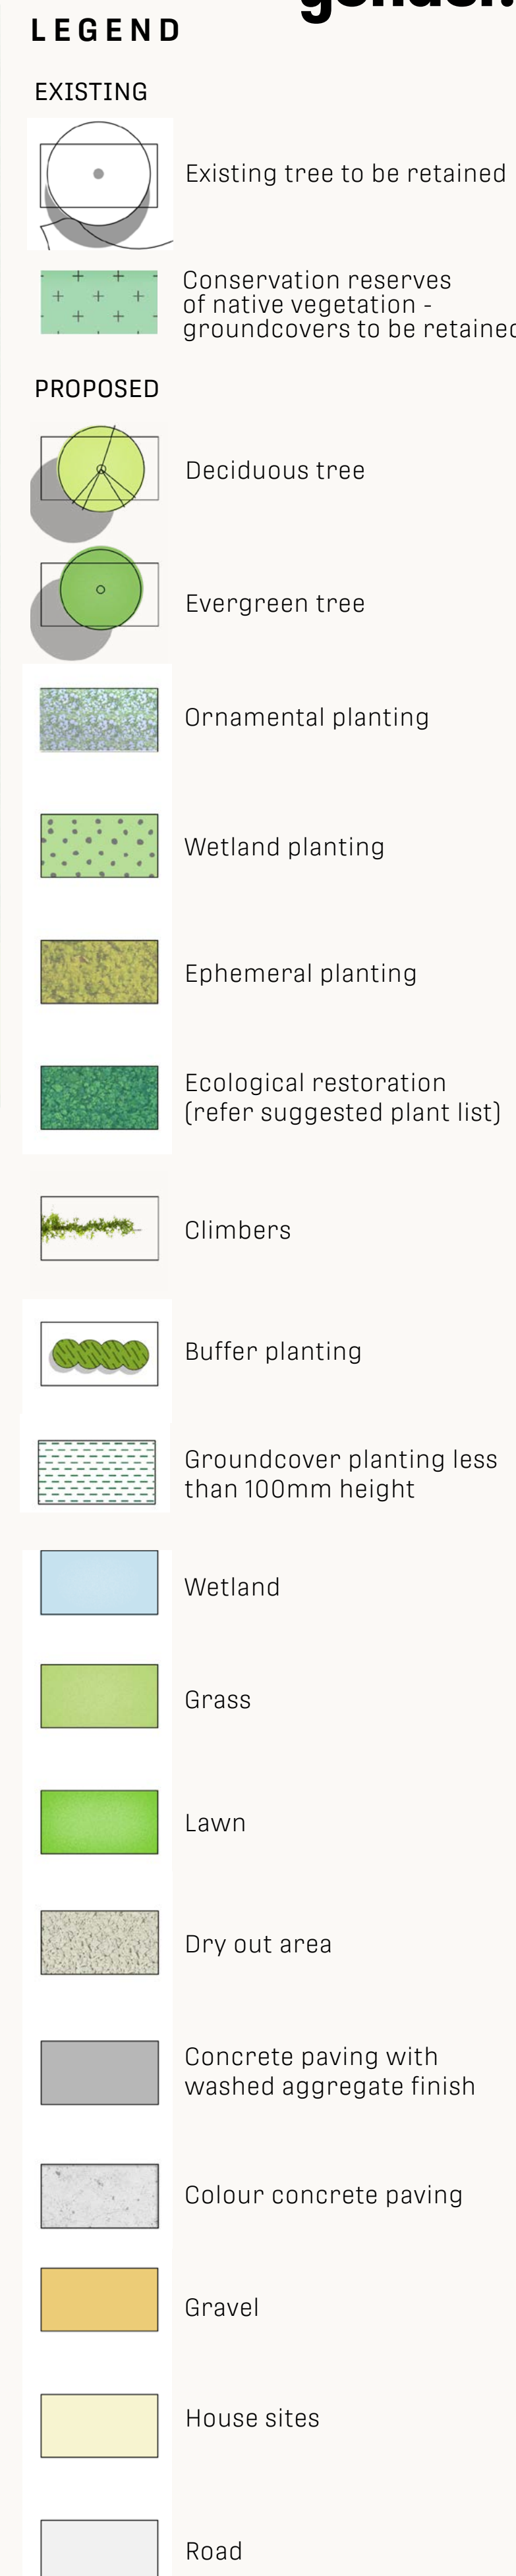 LEGEND
EXISTING
Existing tree to be retained
Conservation reserves
of native vegetation -
groundcovers to be retained
PROPOSED
Deciduous tree
Evergreen tree
Ornamental planting
Wetland planting
Ephemeral planting
Ecological restoration
(refer suggested plant list)
Climbers
Buffer planting
Groundcover planting less
than 100mm height
Wetland
Grass
Lawn
Dry out area
Concrete paving with
washed aggregate finish
Colour concrete paving
Gravel
House sites
Road